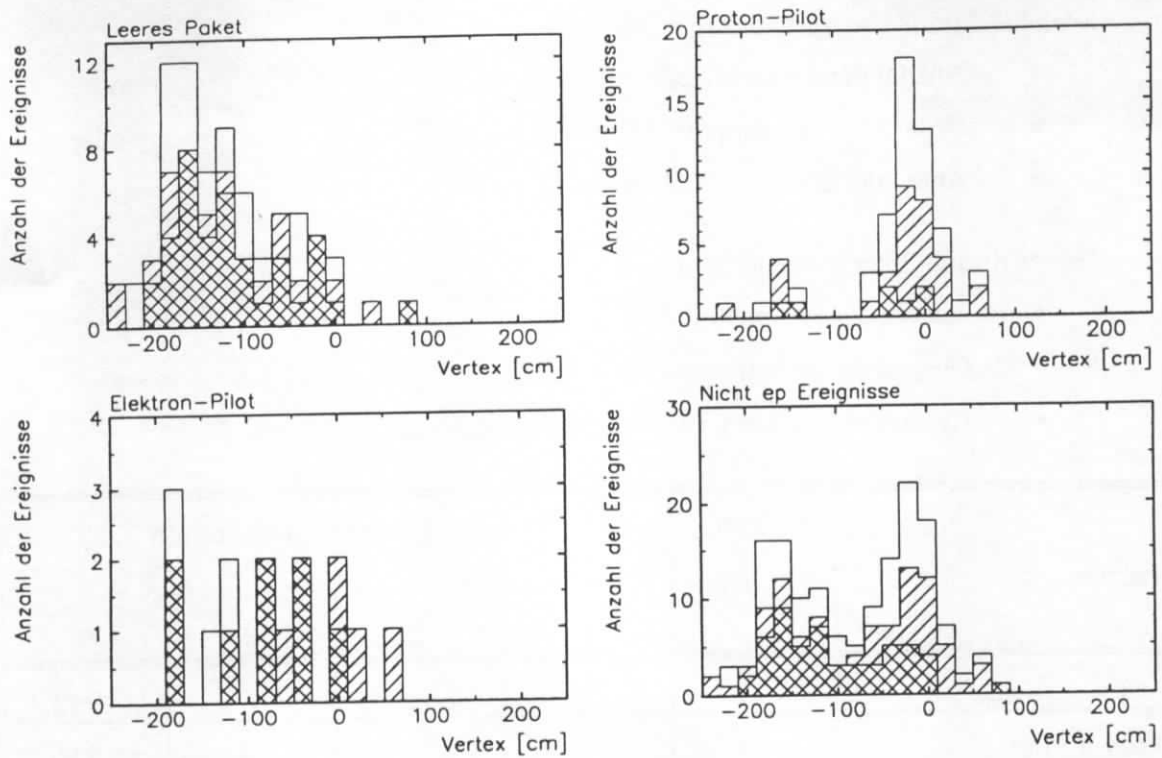 Leeres Paket
Anzahl der Ereignisse
12
8
4
0
−200 −100 0 100 200
Vertex [cm]
Proton−Pilot
Anzahl der Ereignisse
20
15
10
5
0
−200 −100 0 100 200
Vertex [cm]
Elektron−Pilot
Anzahl der Ereignisse
4
3
2
1
0
−200 −100 0 100 200
Vertex [cm]
Nicht ep Ereignisse
Anzahl der Ereignisse
30
20
10
0
−200 −100 0 100 200
Vertex [cm]